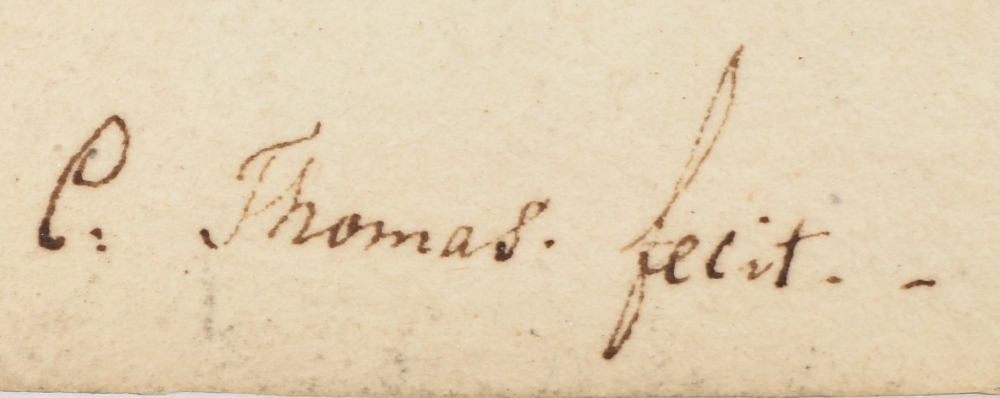 C. Thomas. fecit. -